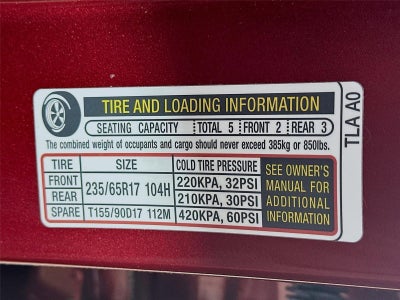 TIRE AND LOADING INFORMATION
SEATING CAPACITY TOTAL 5 FRONT 2 REAR 3
The combined weight of occupants and cargo should never exceed 385kg or 850lbs.
TIRE SIZE COLD TIRE PRESSURE
FRONT 235/65R17 104H 220KPA, 32PSI
REAR 210KPA, 30PSI
SPARE T155/90D17 112M 420KPA, 60PSI
SEE OWNER'S
MANUAL FOR
ADDITIONAL
INFORMATION
TLA A0